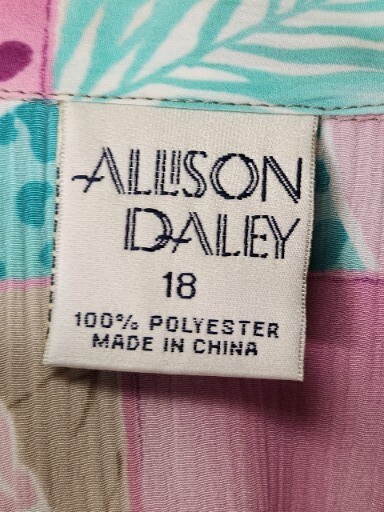 ALLISON
DALEY
18
100% POLYESTER
MADE IN CHINA